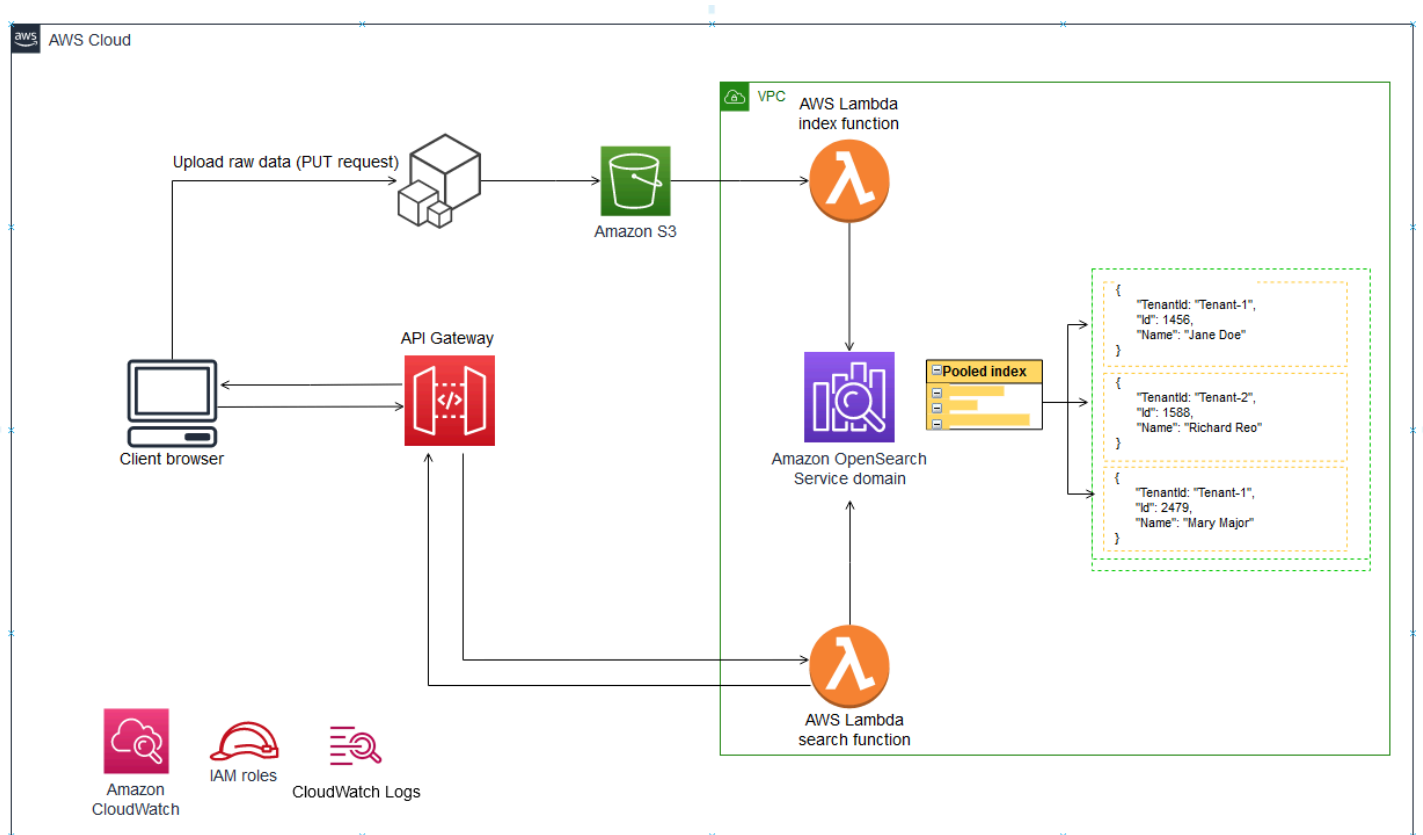 aws
AWS Cloud
VPC
AWS Lambda
index function
Upload raw data (PUT request)
Amazon S3
API Gateway
</>
Client browser
Amazon OpenSearch
Service domain
Pooled index
{
"TenantId: "Tenant-1",
"Id": 1456,
"Name": "Jane Doe"
}
{
"TenantId: "Tenant-2",
"Id": 1588,
"Name": "Richard Reo"
}
{
"TenantId: "Tenant-1",
"Id": 2479,
"Name": "Mary Major"
}
AWS Lambda
search function
Amazon
CloudWatch
IAM roles
CloudWatch Logs